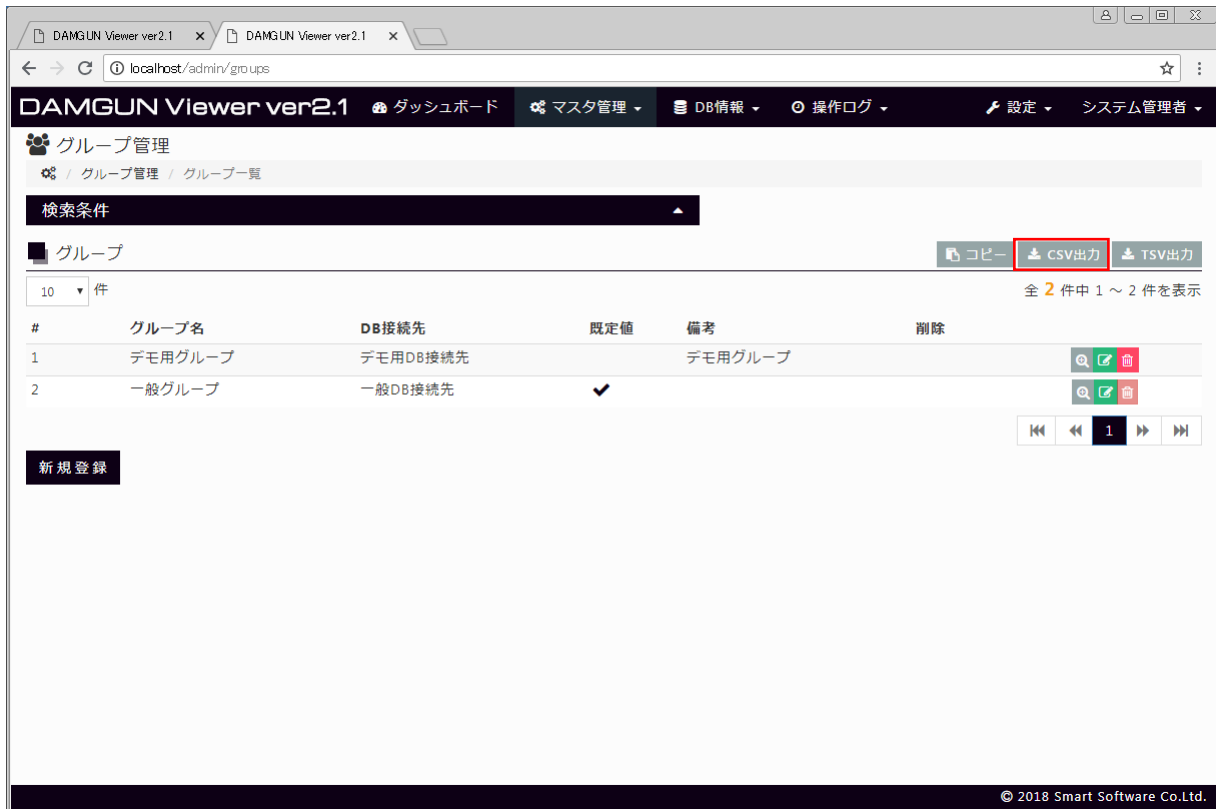 DAMGUN Viewer ver2.1 DAMGUN Viewer ver2.1
localhost/admin/groups
DAMGUN Viewer ver2.1 ダッシュボード マスタ管理 DB情報 操作ログ 設定 システム管理者
グループ管理
/ グループ管理 / グループ一覧
検索条件
グループ コピー CSV出力 TSV出力
10 件 全 2 件中 1 ～ 2 件を表示
# グループ名 DB接続先 既定値 備考 削除
1 デモ用グループ デモ用DB接続先 デモ用グループ
2 一般グループ 一般DB接続先
1
新規登録
© 2018 Smart Software Co.Ltd.